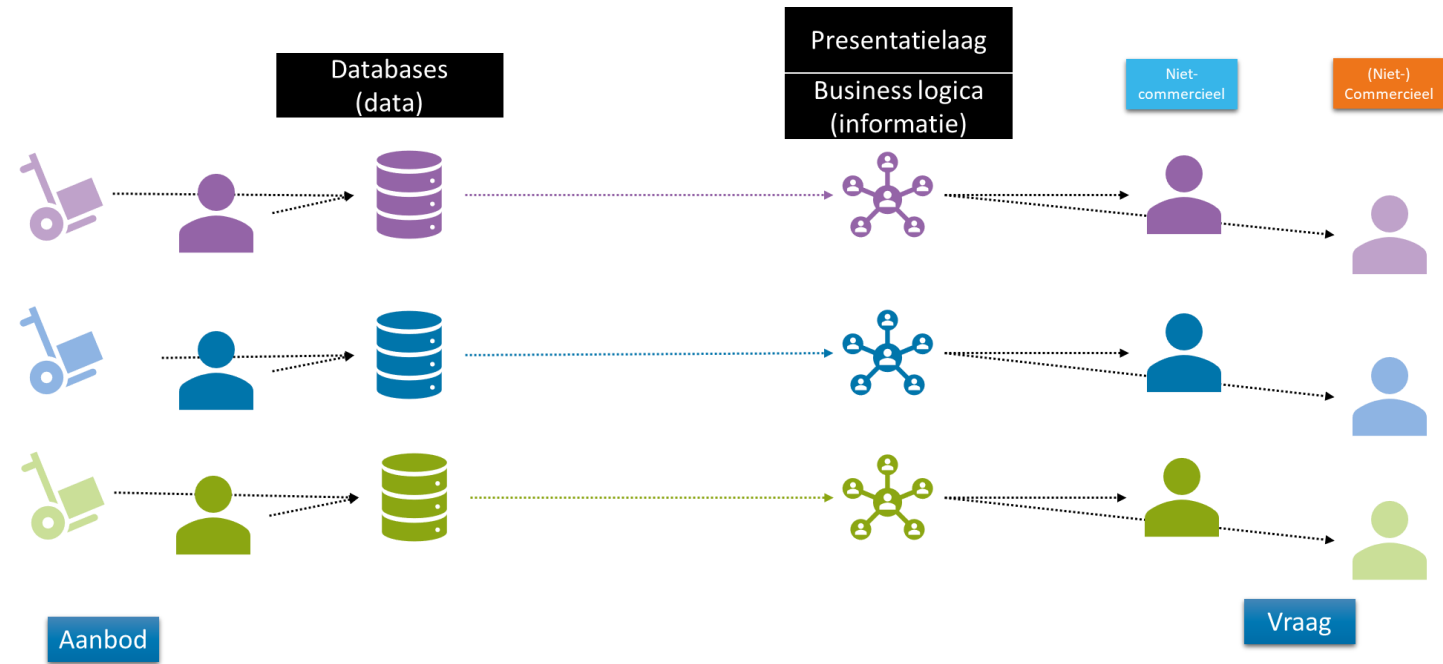 Databases
(data)
Presentatielaag
Business logica
(informatie)
Niet-
commercieel
(Niet-)
Commercieel
Aanbod
Vraag